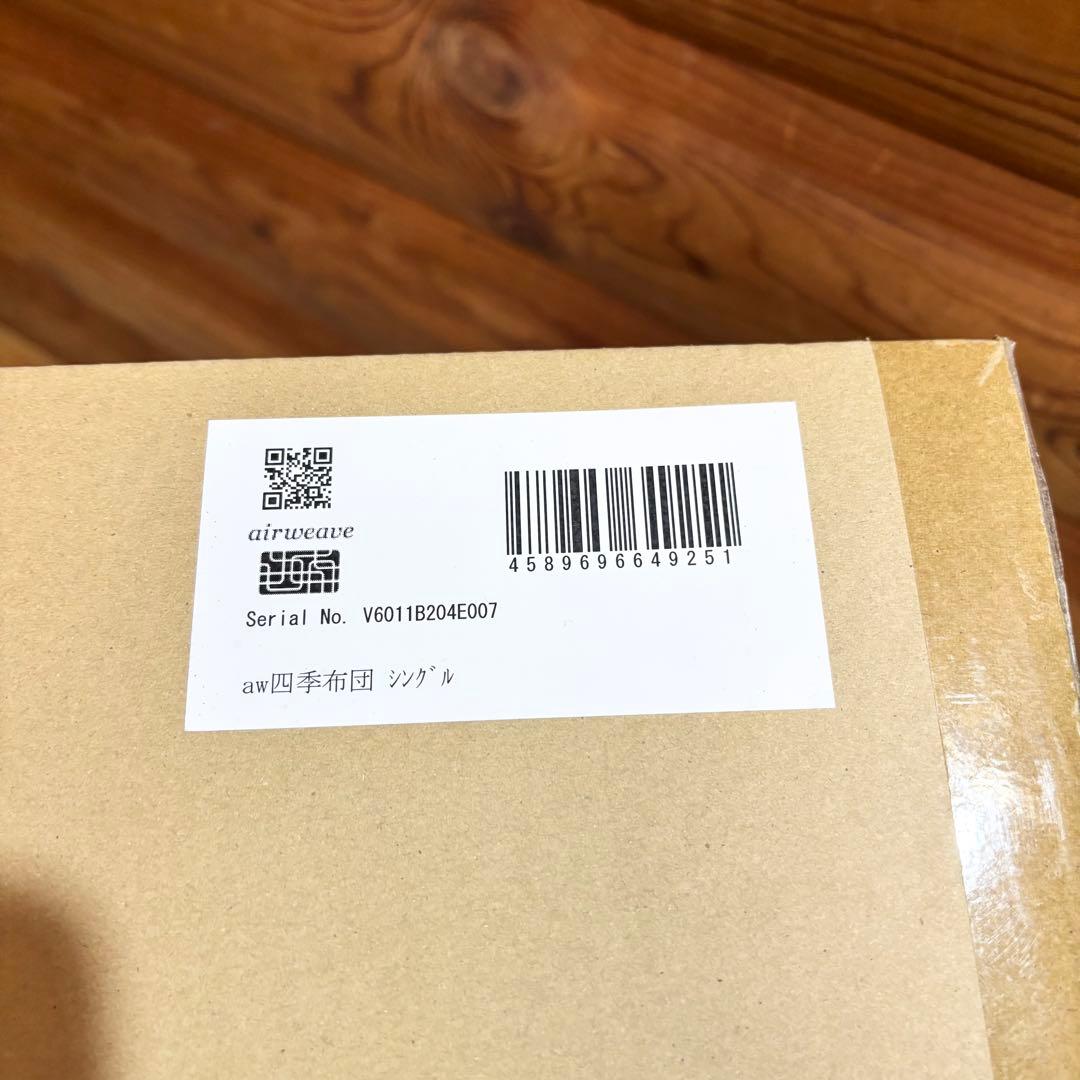 airweave
4589696649251
Serial No. V6011B204E007
aw四季布団 ｼﾝｸﾞﾙ